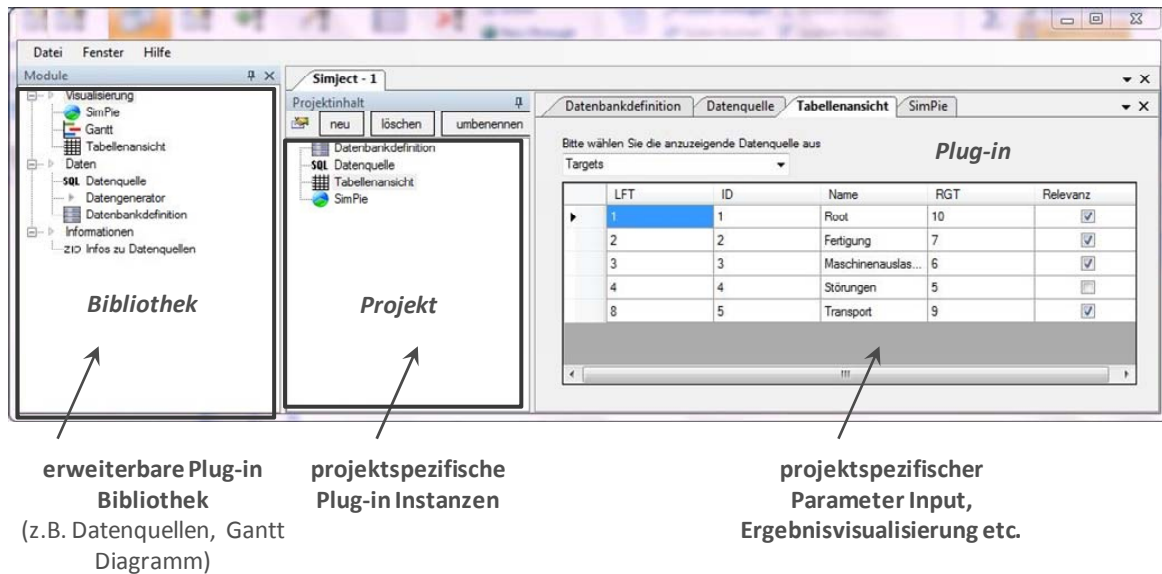 Datei Fenster Hilfe
Module
Visualisierung
SimPie
Gantt
Tabellenansicht
Daten
SQL Datenquelle
Datengenerator
Datenbankdefinition
Informationen
ZIO Infos zu Datenquellen
Bibliothek
Simject - 1
Projektinhalt
neu löschen umbenennen
Datenbankdefinition
SQL Datenquelle
Tabellenansicht
SimPie
Projekt
Datenbankdefinition Datenquelle Tabellenansicht SimPie
Bitte wählen Sie die anzuzeigende Datenquelle aus
Plug-in
Targets
LFT ID Name RGT Relevanz
1 1 Root 10
2 2 Fertigung 7
3 3 Maschinenauslas... 6
4 4 Störungen 5
8 5 Transport 9
erweiterbare Plug-in
Bibliothek
(z.B. Datenquellen, Gantt
Diagramm)
projektspezifische
Plug-in Instanzen
projektspezifischer
Parameter Input,
Ergebnisvisualisierung etc.